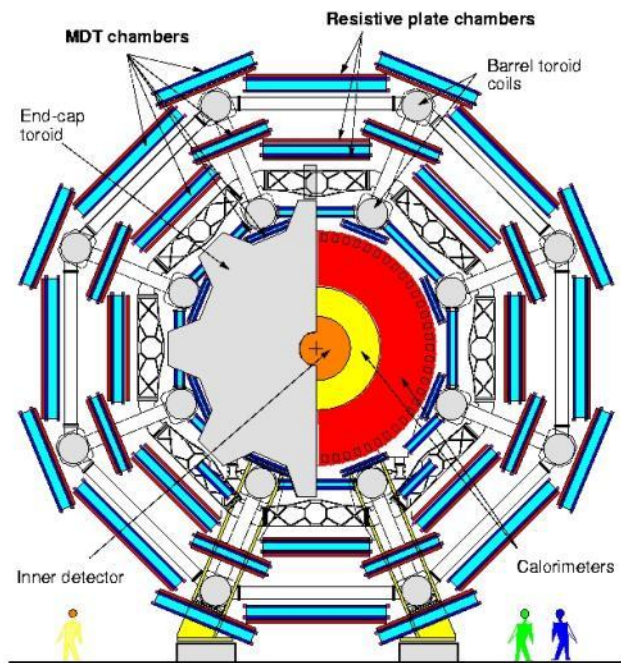 Resistive plate chambers
MDT chambers
Barrel toroid
coils
End-cap
toroid
Inner detector
Calorimeters